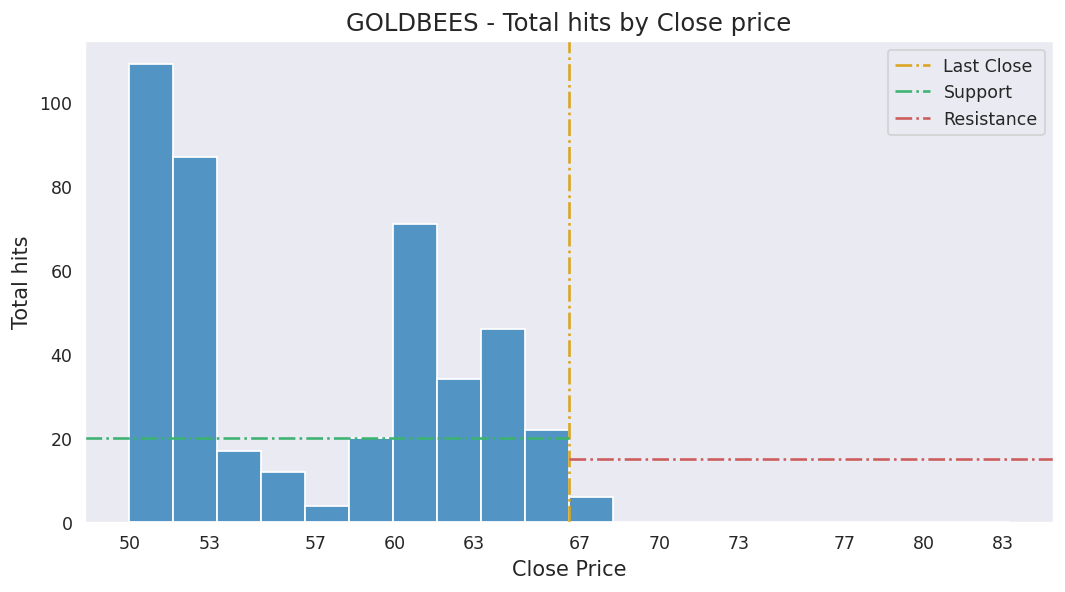 GOLDBEES - Total hits by Close price
Last Close
Support
Resistance
Total hits
100
80
60
40
20
0
50 53 57 60 63 67 70 73 77 80 83
Close Price